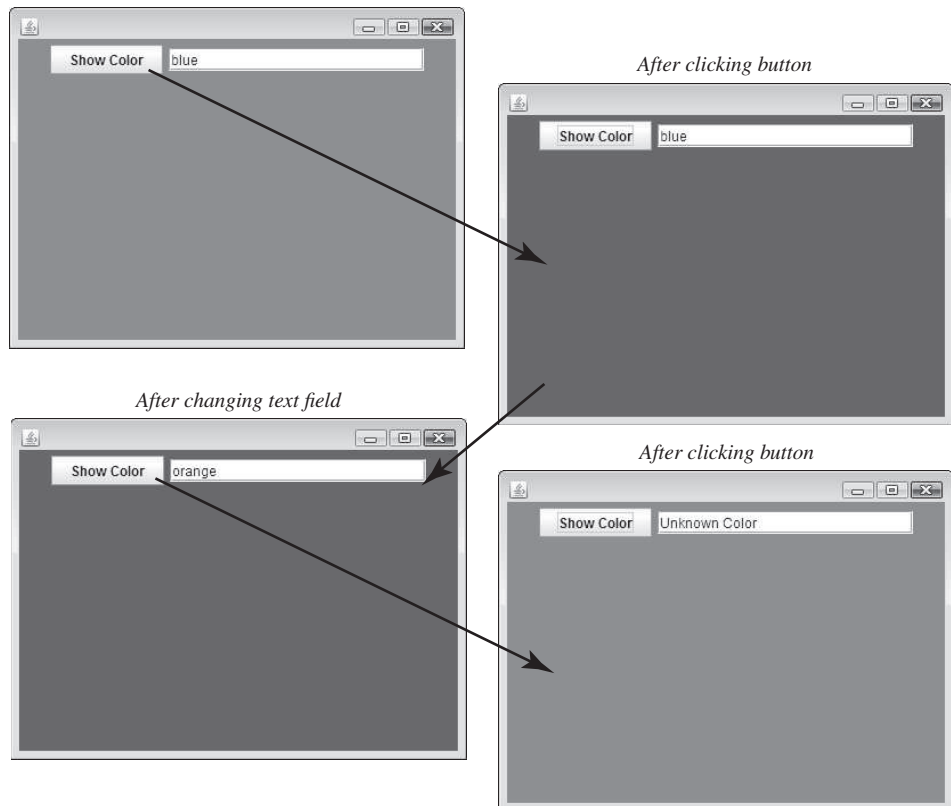 Show Color blue
After clicking button
Show Color blue
After changing text field
Show Color orange
After clicking button
Show Color Unknown Color